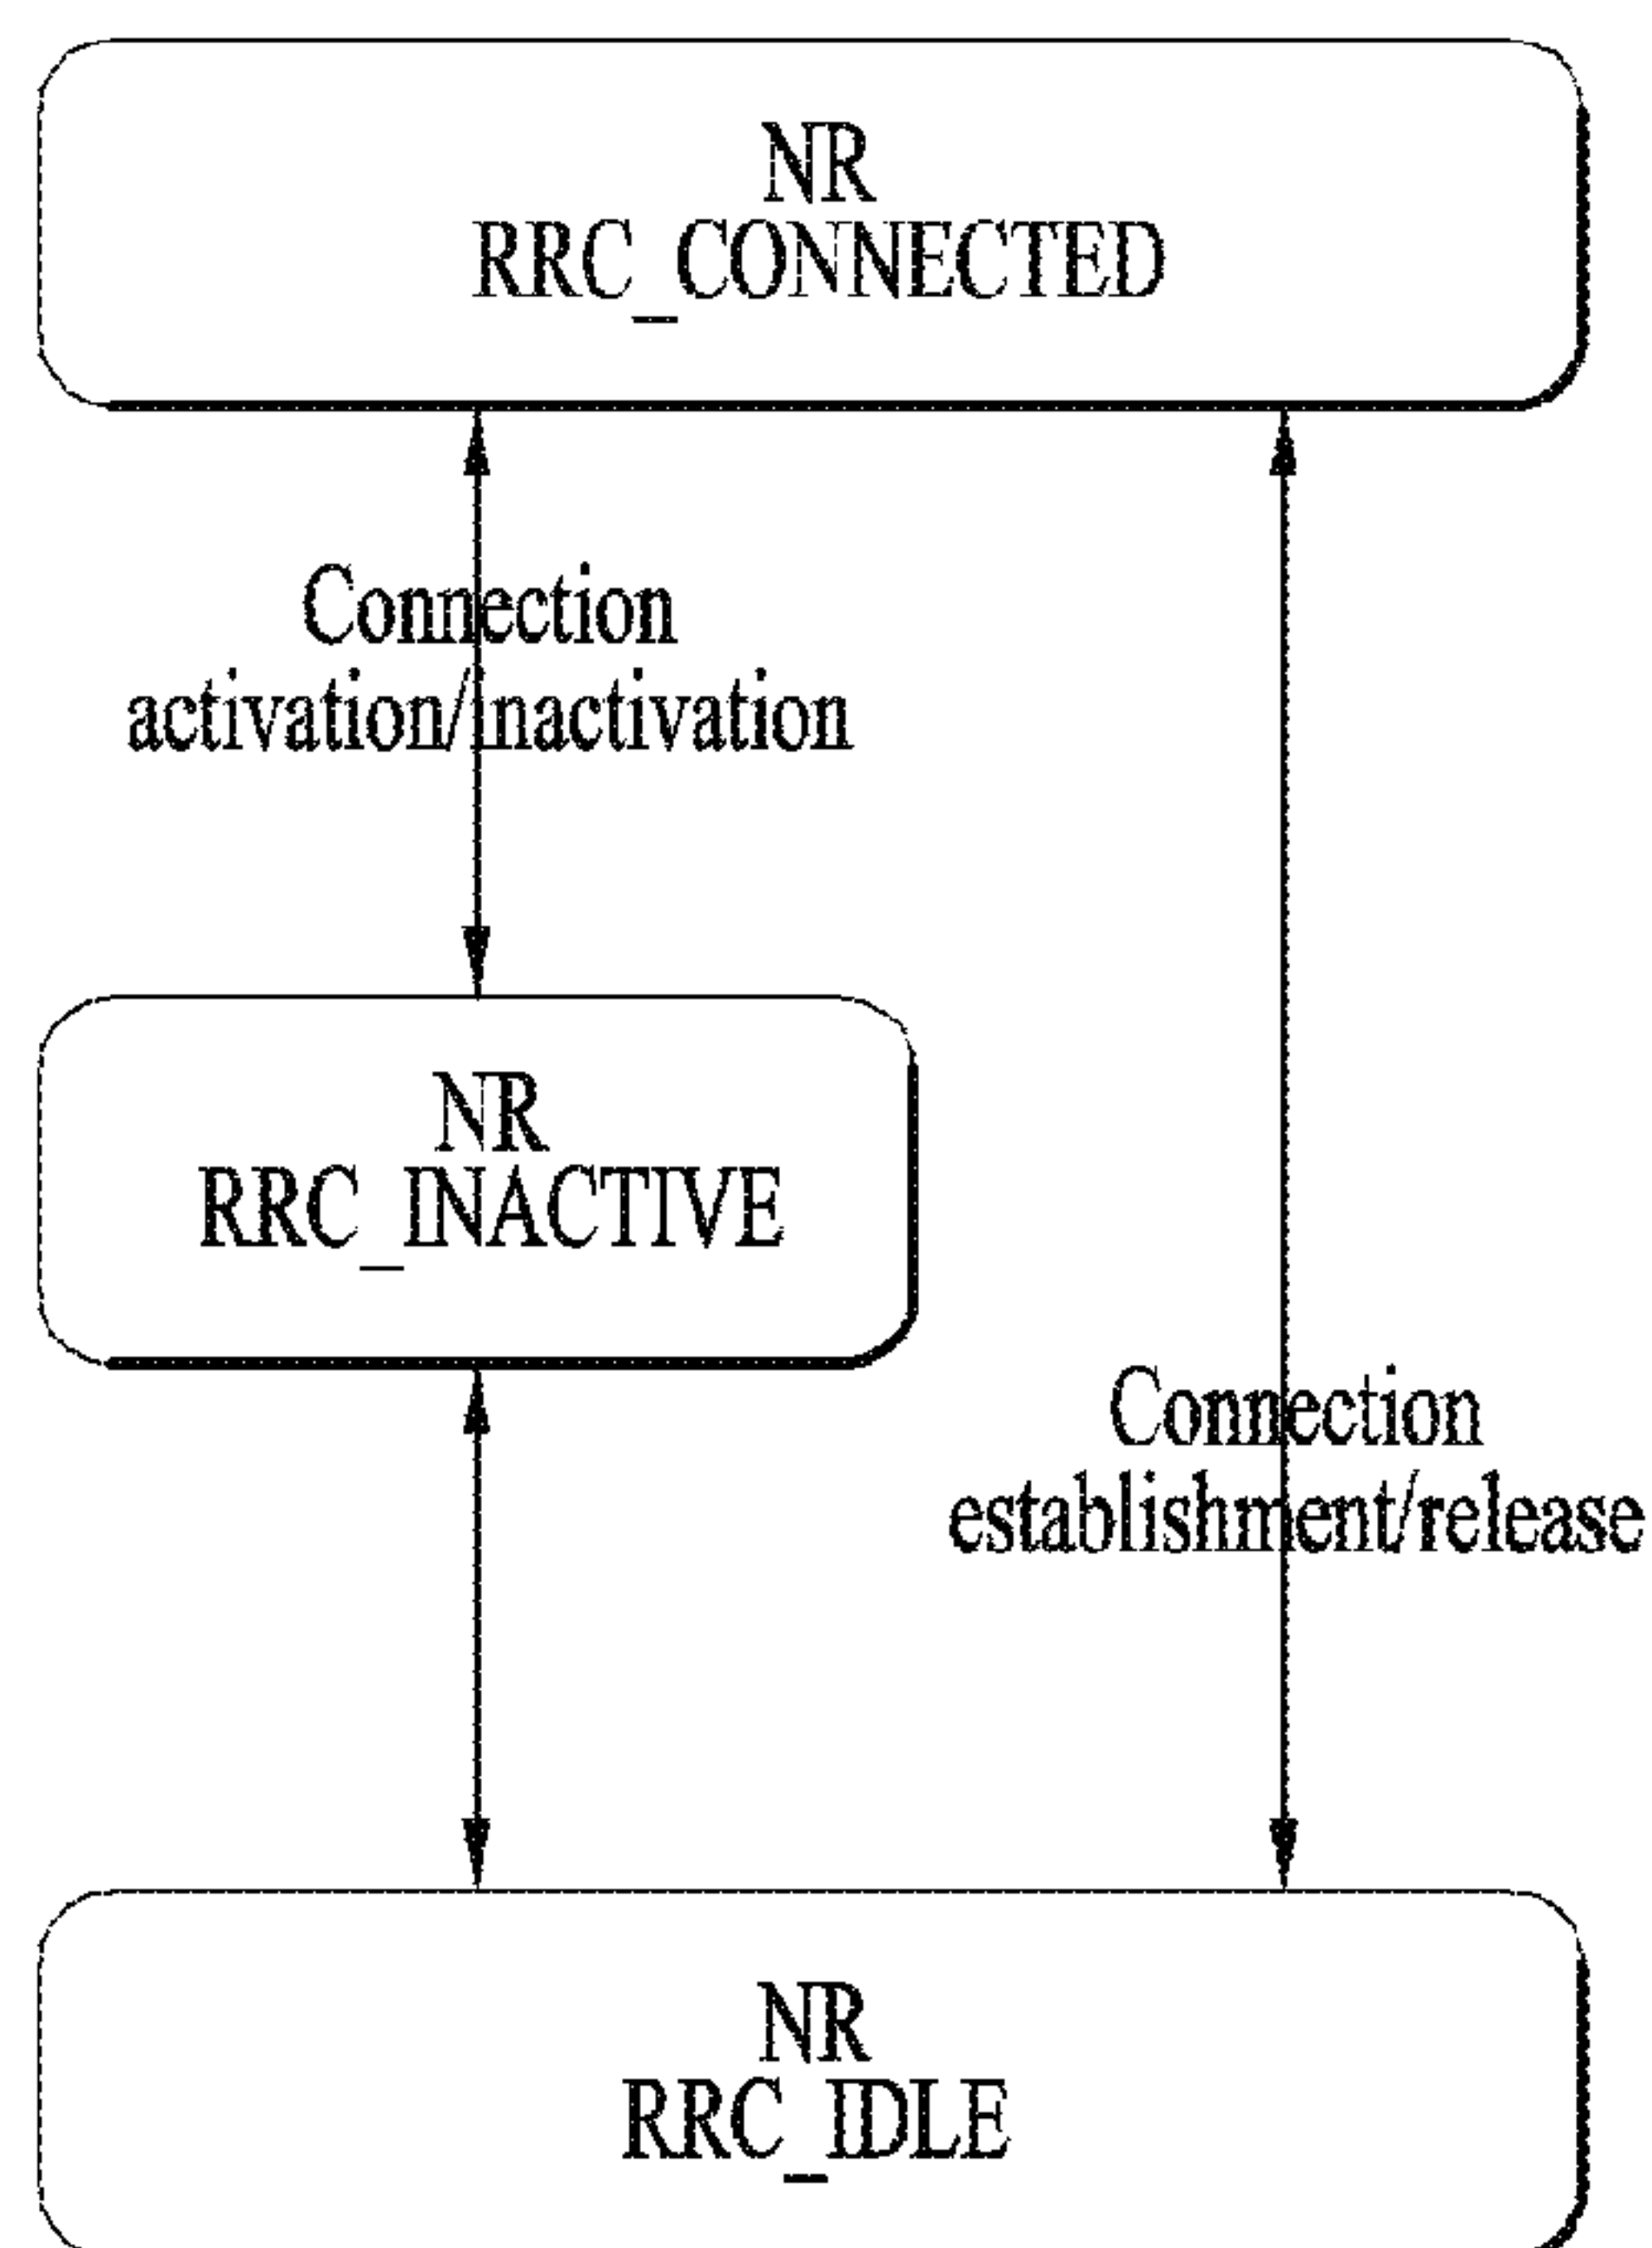 NR
RRC_CONNECTED
Connection
activation/inactivation
NR
RRC_INACTIVE
Connection
establishment/release
NR
RRC_IDLE